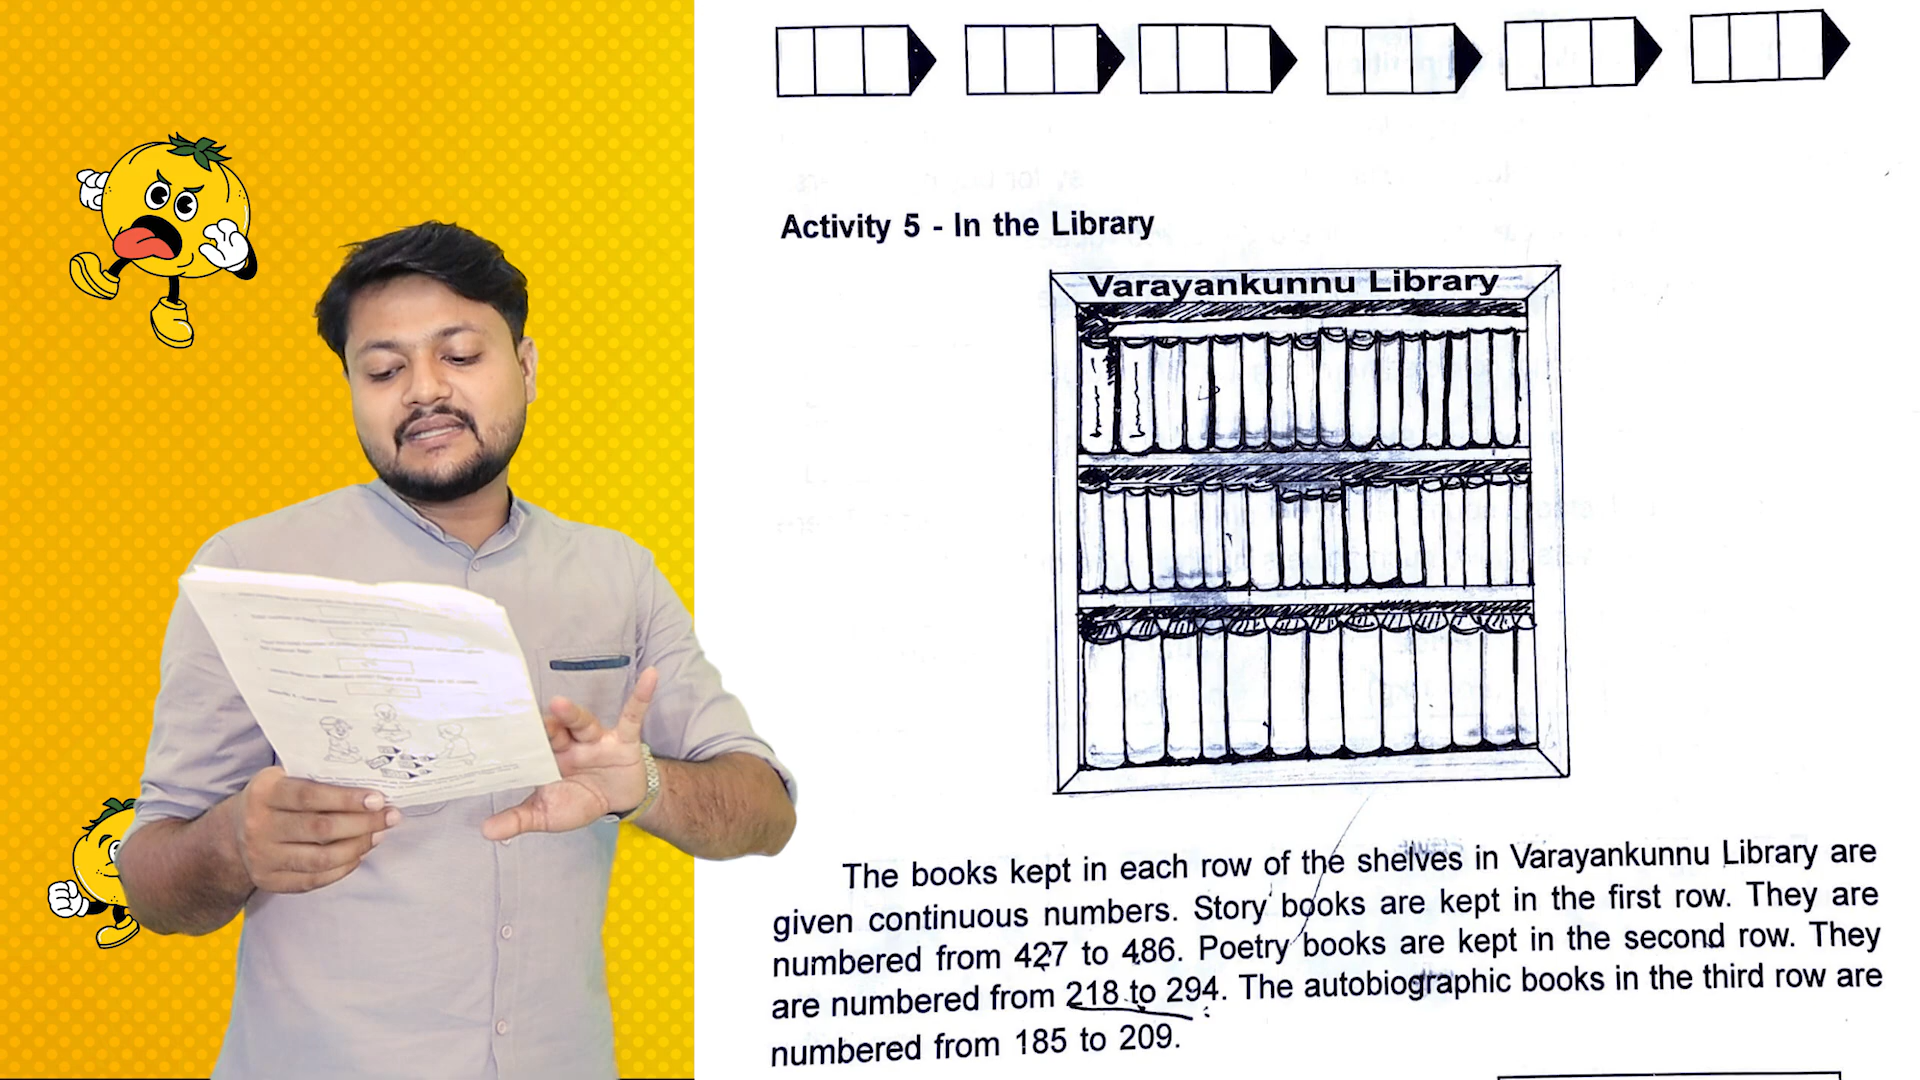 Activity 5 - In the Library
Varayankunnu Library
The books kept in each row of the shelves in Varayankunnu Library are
given continuous numbers. Story books are kept in the first row. They are
numbered from 427 to 486. Poetry books are kept in the second row. They
are numbered from 218 to 294. The autobiographic books in the third row are
numbered from 185 to 209.